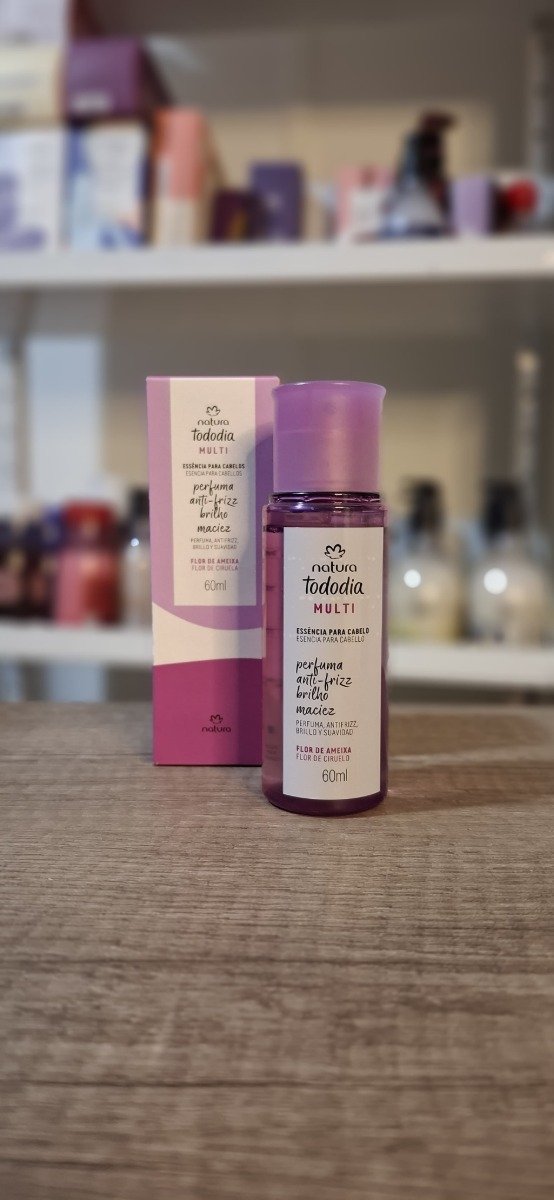 natura
tododia
MULTI
ESSÊNCIA PARA CABELOS
ESENCIA PARA CABELLOS
perfuma
anti-frizz
brilho
maciez
PERFUMA, ANTIFRIZZ,
BRILLO Y SUAVIDAD
FLOR DE AMEIXA
FLOR DE CIRUELA
60ml
natura
natura
tododia
MULTI
ESSÊNCIA PARA CABELO
ESENCIA PARA CABELLO
perfuma
anti-frizz
brilho
maciez
PERFUMA, ANTIFRIZZ,
BRILLO Y SUAVIDAD
FLOR DE AMEIXA
FLOR DE CIRUELO
60ml